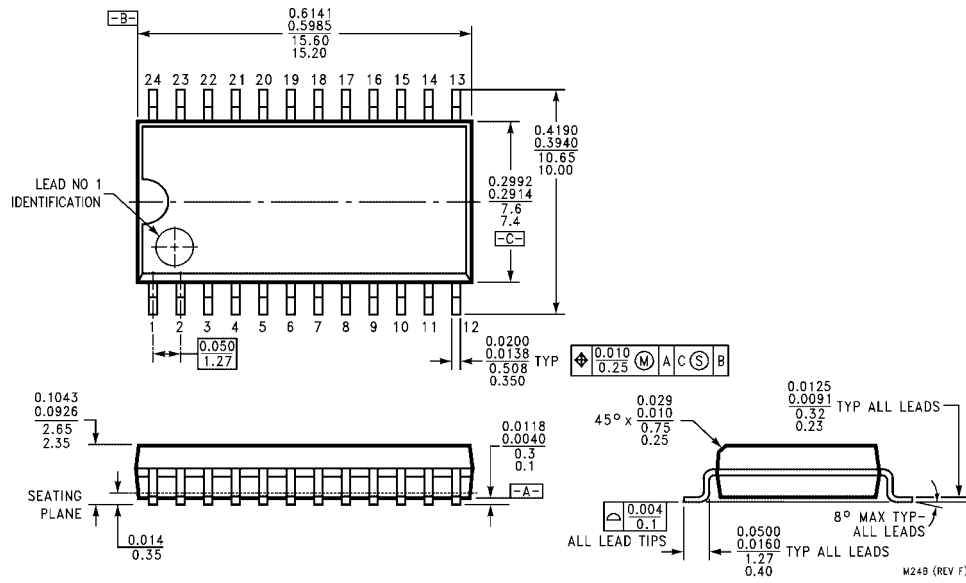 -B-
0.6141
0.5985
15.60
15.20
24 23 22 21 20 19 18 17 16 15 14 13
0.4190
0.3940
10.65
10.00
LEAD NO 1
IDENTIFICATION
0.2992
0.2914
7.6
7.4
-C-
1 2 3 4 5 6 7 8 9 10 11 12
0.050
1.27
0.0200
0.0138
0.508
0.350
TYP
⌖ 0.010
0.25 Ⓜ A C Ⓢ B
0.1043
0.0926
2.65
2.35
0.0118
0.0040
0.3
0.1
-A-
SEATING
PLANE
0.014
0.35
45° x
0.029
0.010
0.75
0.25
0.0125
0.0091
0.32
0.23
TYP ALL LEADS
0.004
0.1
ALL LEAD TIPS
0.0500
0.0160
1.27
0.40
TYP ALL LEADS
8° MAX TYP-
ALL LEADS
M24B (REV F)